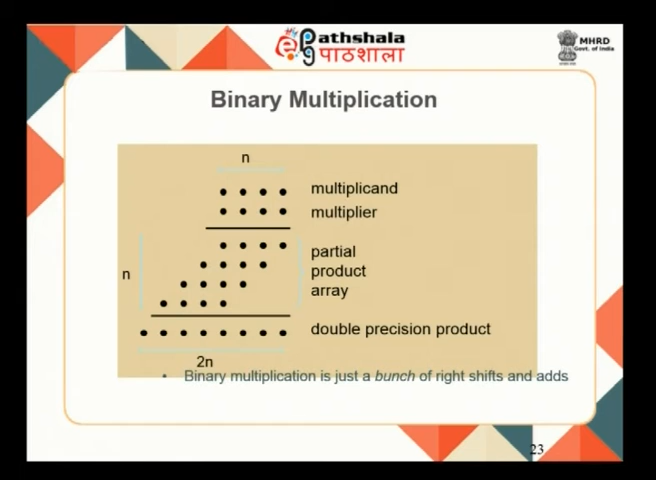 Pathshala
पाठशाला
MHRD
Govt. of India
Binary Multiplication
n
multiplicand
multiplier
n
partial
product
array
double precision product
2n
• Binary multiplication is just a bunch of right shifts and adds
23